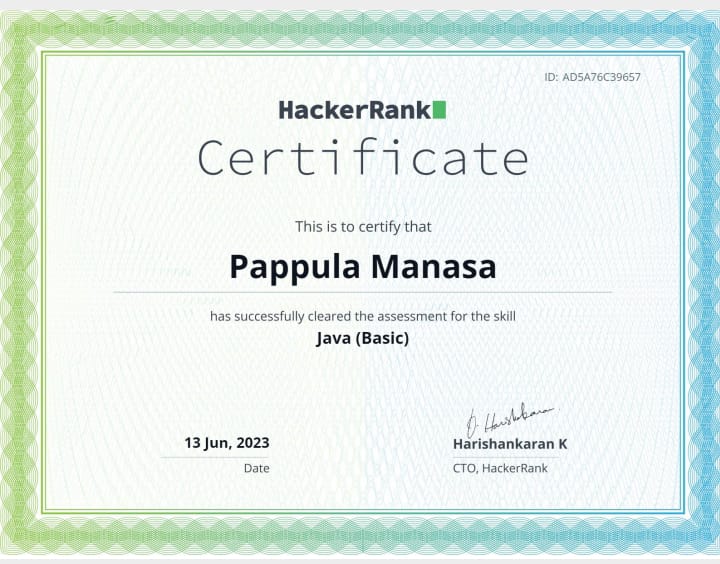 ID: AD5A76C39657
HackerRank
Certificate
This is to certify that
Pappula Manasa
has successfully cleared the assessment for the skill
Java (Basic)
13 Jun, 2023
Date
Harishankaran K
CTO, HackerRank